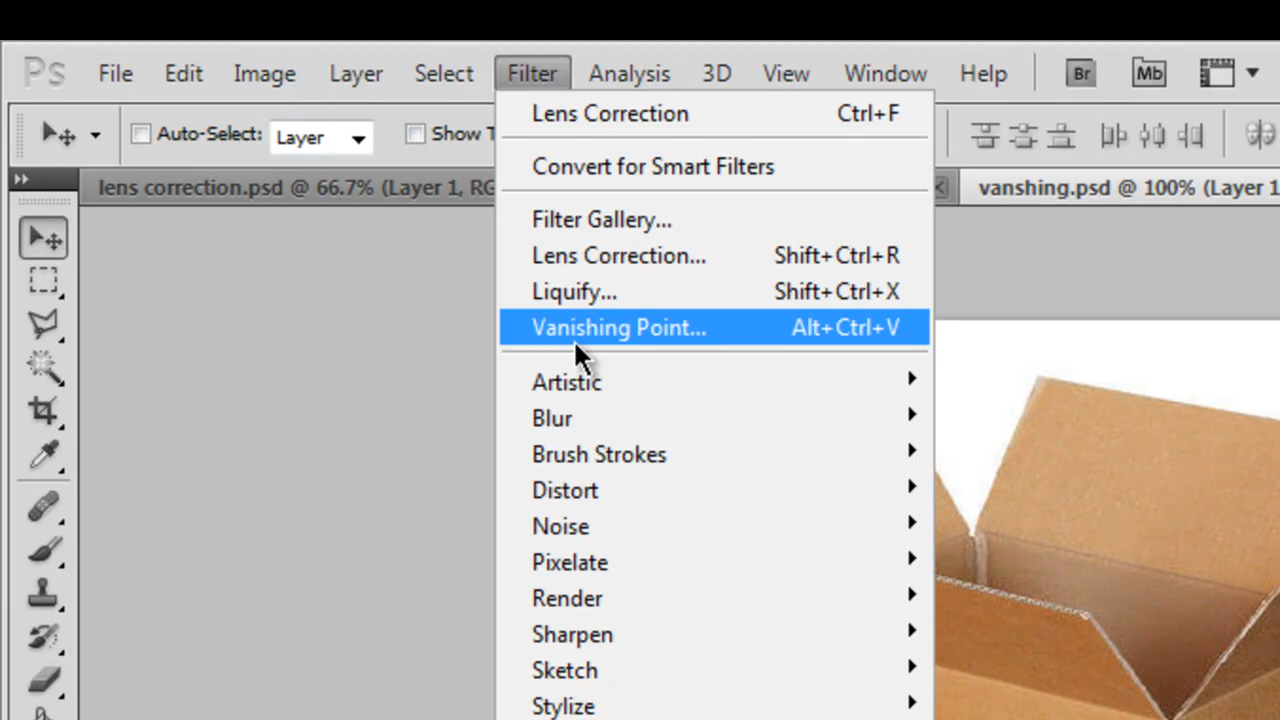 Ps File Edit Image Layer Select Filter Analysis 3D View Window Help Br Mb
Auto-Select: Layer Show T
lens correction.psd @ 66.7% (Layer 1, RG
vanshing.psd @ 100% (Layer 1
Lens Correction Ctrl+F
Convert for Smart Filters
Filter Gallery...
Lens Correction... Shift+Ctrl+R
Liquify... Shift+Ctrl+X
Vanishing Point... Alt+Ctrl+V
Artistic
Blur
Brush Strokes
Distort
Noise
Pixelate
Render
Sharpen
Sketch
Stylize